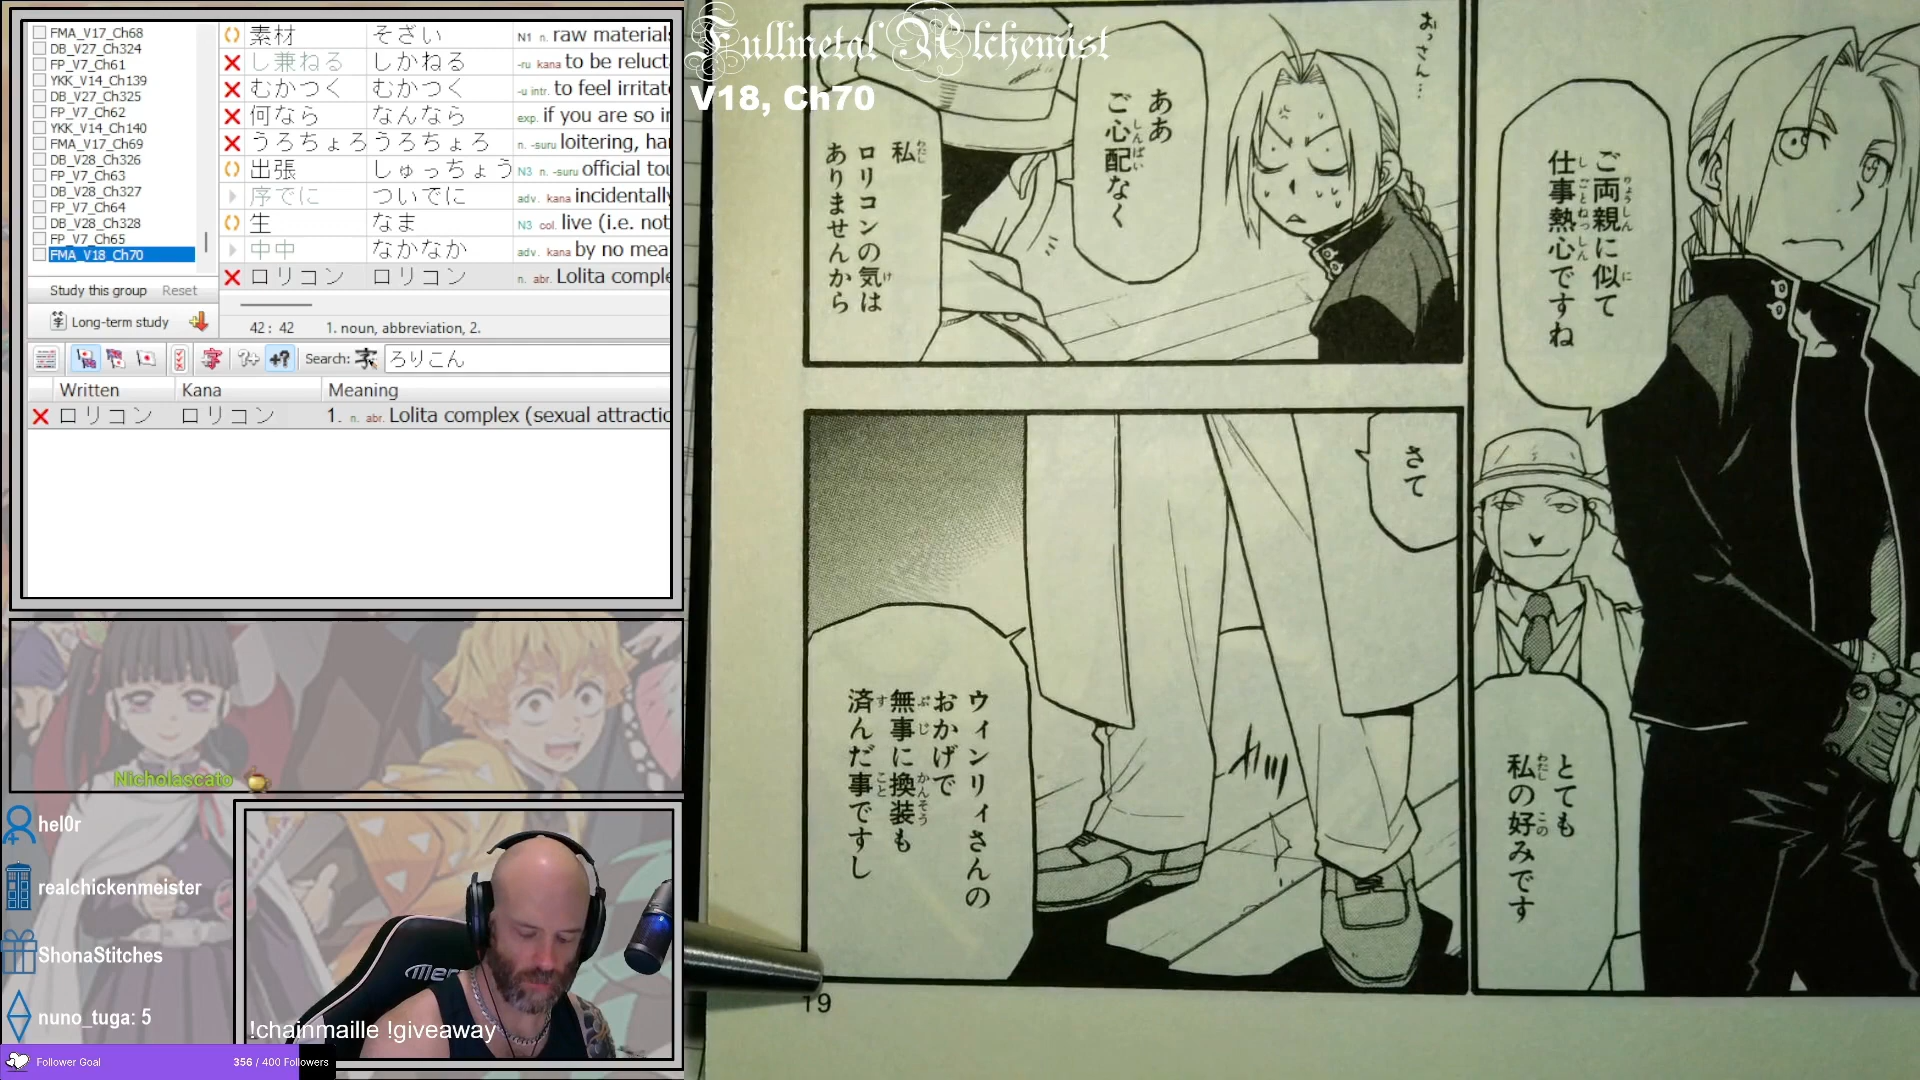 FMA_V17_Ch68
DB_V27_Ch324
FP_V7_Ch61
YKK_V14_Ch139
DB_V27_Ch325
FP_V7_Ch62
YKK_V14_Ch140
FMA_V17_Ch69
DB_V28_Ch326
FP_V7_Ch63
DB_V28_Ch327
FP_V7_Ch64
DB_V28_Ch328
FP_V7_Ch65
FMA_V18_Ch70
Study this group Reset
Long-term study
素材 そざい N1 n. raw materials
し兼ねる しかねる -ru kana to be reluct
むかつく むかつく -u intr. to feel irritat
何なら なんなら exp. if you are so i
うろちょろ うろちょろ n. -suru loitering, ha
出張 しゅっちょう N3 n. -suru official to
序でに ついでに adv. kana incidentally
生 なま N3 col. live (i.e. not
中中 なかなか adv. kana by no mea
ロリコン ロリコン n. abr. Lolita comple
42: 42 1. noun, abbreviation, 2.
Search: ろりこん
Written Kana Meaning
ロリコン ロリコン 1. n. abr. Lolita complex (sexual attractio
Nicholascato
hel0r
realchickenmeister
ShonaStitches
nuno_tuga: 5
!chainmaille !giveaway
Follower Goal 356 / 400 Followers
Fullmetal Alchemist
V18, Ch70
ご両親に似て
仕事熱心ですね
とても
私の好みです
おっさん…
ああ
ご心配なく
私
ロリコンの気は
ありませんから
さて
ウィンリィさんの
おかげで
無事に換装も
済んだ事ですし
19